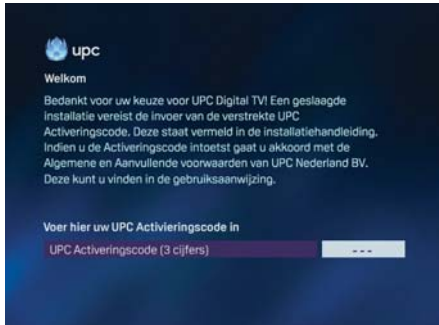 upc
Welkom
Bedankt voor uw keuze voor UPC Digital TV! Een geslaagde
installatie vereist de invoer van de verstrekte UPC
Activeringscode. Deze staat vermeld in de installatiehandleiding.
Indien u de Activeringscode intoetst gaat u akkoord met de
Algemene en Aanvullende voorwaarden van UPC Nederland BV.
Deze kunt u vinden in de gebruiksaanwijzing.
Voer hier uw UPC Activieringscode in
UPC Activeringscode (3 cijfers) - - -